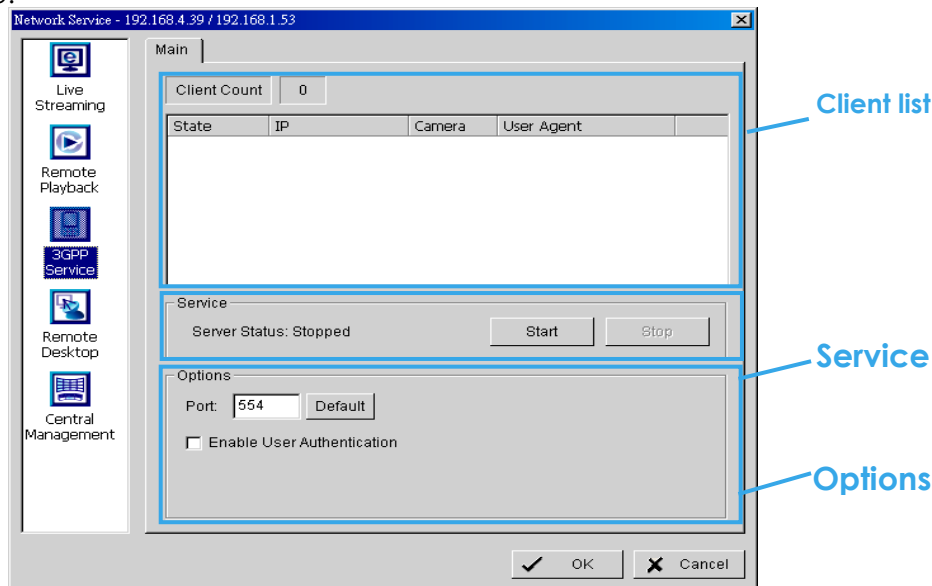 Network Service - 192.168.4.39 / 192.168.1.53
Live
Streaming
Remote
Playback
3GPP
Service
Remote
Desktop
Central
Management
Main
Client Count 0
State IP Camera User Agent
Service
Server Status: Stopped Start Stop
Options
Port: 554 Default
Enable User Authentication
OK Cancel
Client list
Service
Options